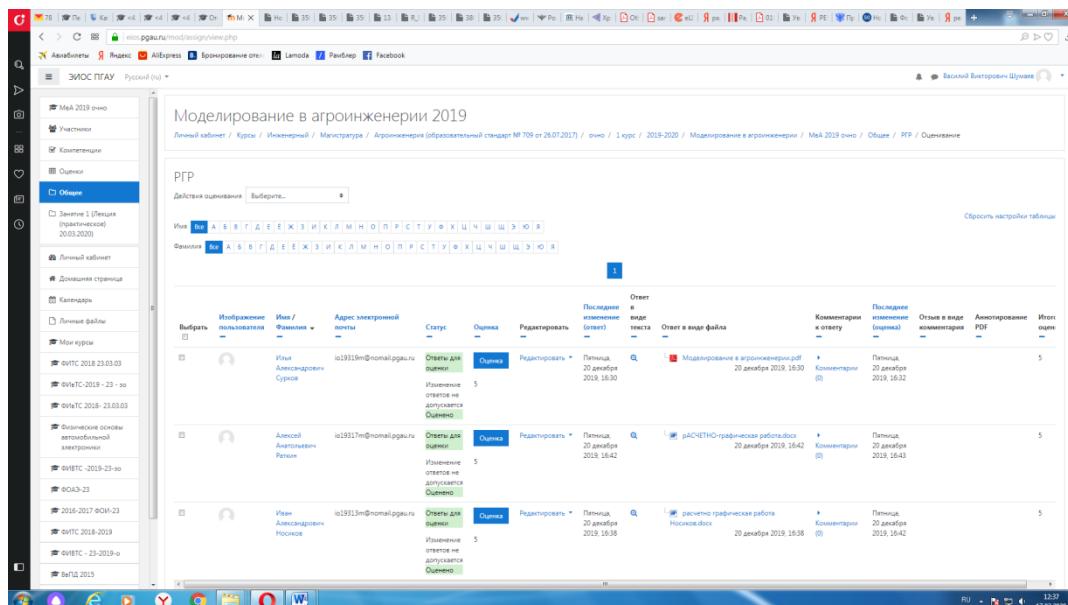 eios.pgau.ru/mod/assign/view.php
Авиабилеты Яндекс AliExpress Бронирование отел Lamoda Рамблер Facebook
ЭИОС ПГАУ Русский (ru)
Василий Викторович Шумаев
МвА 2019 очно
Участники
Компетенции
Оценки
Общее
Занятие 1 (Лекция
(практическое)
20.03.2020)
Личный кабинет
Домашняя страница
Календарь
Личные файлы
Мои курсы
ФИТС 2018 23.03.03
ФИвТС-2019 - 23 - зо
ФИвТС 2018- 23.03.03
Физические основы
автомобильной
электроники
ФИВТС -2019-23-зо
ФОАЭ-23
2016-2017 ФОИ-23
ФИТС 2018-2019
ФИВТС - 23-2019-о
ВвПД 2015
Моделирование в агроинженерии 2019
Личный кабинет / Курсы / Инженерный / Магистратура / Агроинженерия (образовательный стандарт № 709 от 26.07.2017) / очно / 1 курс / 2019-2020 / Моделирование в агроинженерии / МвА 2019 очно / Общее / РГР / Оценивание
РГР
Действия оценивания Выберите...
Сбросить настройки таблицы
Имя Все А Б В Г Д Е Ё Ж З И К Л М Н О П Р С Т У Ф Х Ц Ч Ш Щ Э Ю Я
Фамилия Все А Б В Г Д Е Ё Ж З И К Л М Н О П Р С Т У Ф Х Ц Ч Ш Щ Э Ю Я
1
Выбрать
Изображение
пользователя
Имя /
Фамилия
Адрес электронной
почты
Статус
Оценка
Редактировать
Последнее
изменение
(ответ)
Ответ
в
виде
текста
Ответ в виде файла
Комментарии
к ответу
Последнее
изменение
(оценка)
Отзыв в виде
комментария
Аннотирование
PDF
Илья
Александрович
Сурков
io19319m@nomail.pgau.ru
Ответы для
оценки
Изменение
ответов не
допускается
Оценено
Оценка
5
Редактировать
Пятница,
20 декабря
2019, 16:30
Моделирование в агроинженерии.pdf
20 декабря 2019, 16:30
Комментарии
(0)
Пятница,
20 декабря
2019, 16:32
5
Алексей
Анатольевич
Раткин
io19317m@nomail.pgau.ru
Ответы для
оценки
Изменение
ответов не
допускается
Оценено
Оценка
5
Редактировать
Пятница,
20 декабря
2019, 16:42
рАСЧЕТНО-графическая работа.docx
20 декабря 2019, 16:42
Комментарии
(0)
Пятница,
20 декабря
2019, 16:43
5
Иван
Александрович
Носиков
io19313m@nomail.pgau.ru
Ответы для
оценки
Изменение
ответов не
допускается
Оценено
Оценка
5
Редактировать
Пятница,
20 декабря
2019, 16:38
расчетно графическая работа
Носиков.docx
20 декабря 2019, 16:38
Комментарии
(0)
Пятница,
20 декабря
2019, 16:42
5
RU
12:37